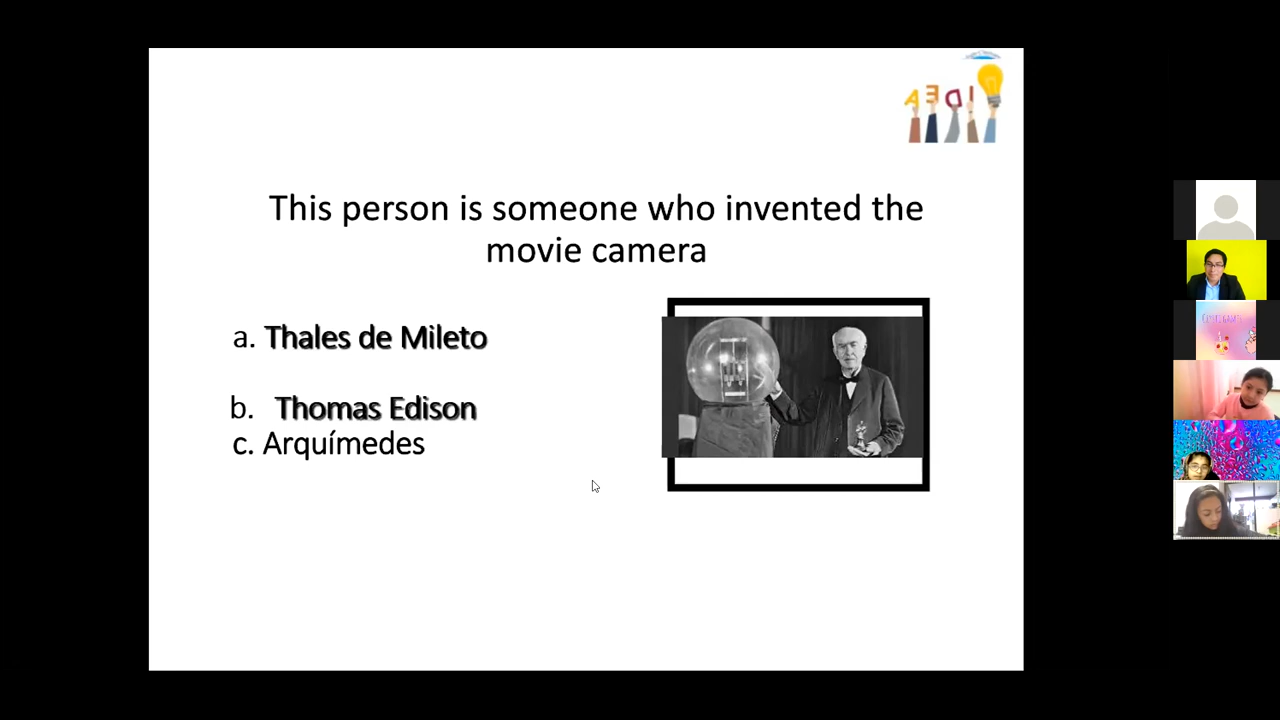 IDEA
This person is someone who invented the
movie camera
a. Thales de Mileto
b. Thomas Edison
c. Arquímedes